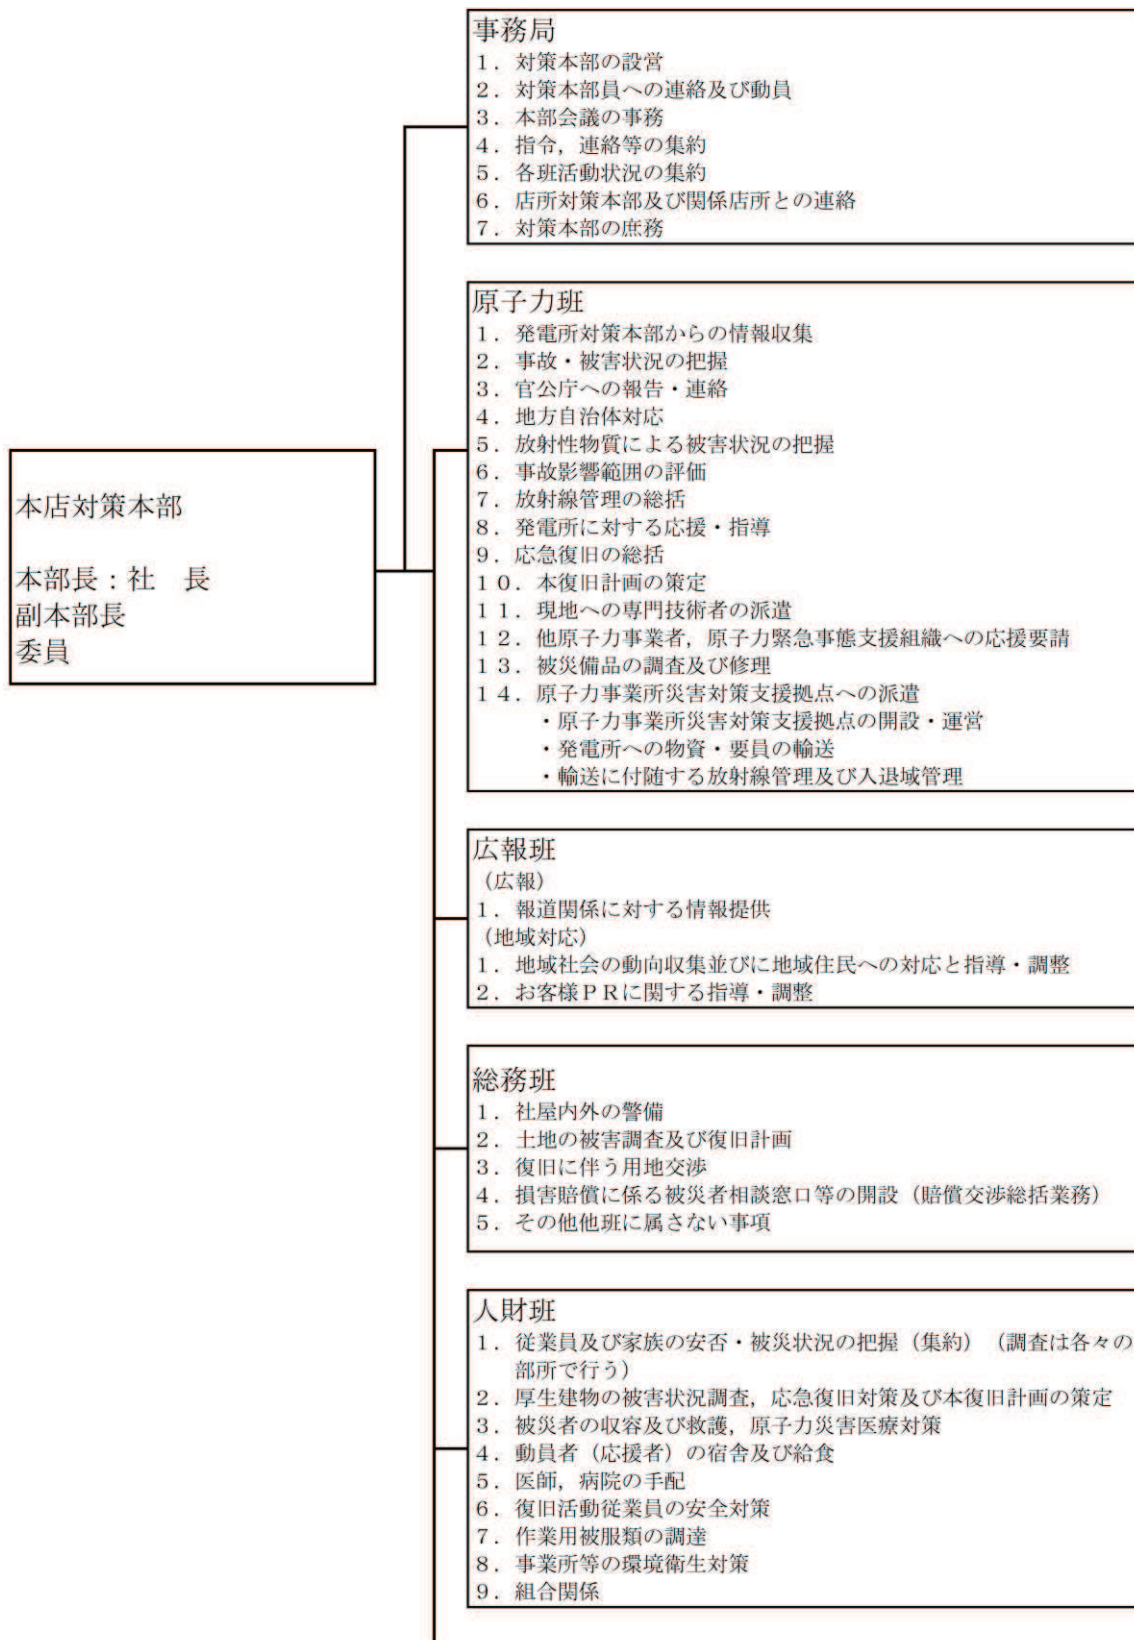 事務局
１．対策本部の設営
２．対策本部員への連絡及び動員
３．本部会議の事務
４．指令，連絡等の集約
５．各班活動状況の集約
６．店所対策本部及び関係店所との連絡
７．対策本部の庶務
原子力班
１．発電所対策本部からの情報収集
２．事故・被害状況の把握
３．官公庁への報告・連絡
４．地方自治体対応
５．放射性物質による被害状況の把握
６．事故影響範囲の評価
７．放射線管理の総括
８．発電所に対する応援・指導
９．応急復旧の総括
１０．本復旧計画の策定
１１．現地への専門技術者の派遣
１２．他原子力事業者，原子力緊急事態支援組織への応援要請
１３．被災備品の調査及び修理
１４．原子力事業所災害対策支援拠点への派遣
・原子力事業所災害対策支援拠点の開設・運営
・発電所への物資・要員の輸送
・輸送に付随する放射線管理及び入退域管理
本店対策本部
本部長：社　長
副本部長
委員
広報班
（広報）
１．報道関係に対する情報提供
（地域対応）
１．地域社会の動向収集並びに地域住民への対応と指導・調整
２．お客様ＰＲに関する指導・調整
総務班
１．社屋内外の警備
２．土地の被害調査及び復旧計画
３．復旧に伴う用地交渉
４．損害賠償に係る被災者相談窓口等の開設（賠償交渉総括業務）
５．その他他班に属さない事項
人財班
１．従業員及び家族の安否・被災状況の把握（集約）（調査は各々の
部所で行う）
２．厚生建物の被害状況調査，応急復旧対策及び本復旧計画の策定
３．被災者の収容及び救護，原子力災害医療対策
４．動員者（応援者）の宿舎及び給食
５．医師，病院の手配
６．復旧活動従業員の安全対策
７．作業用被服類の調達
８．事業所等の環境衛生対策
９．組合関係